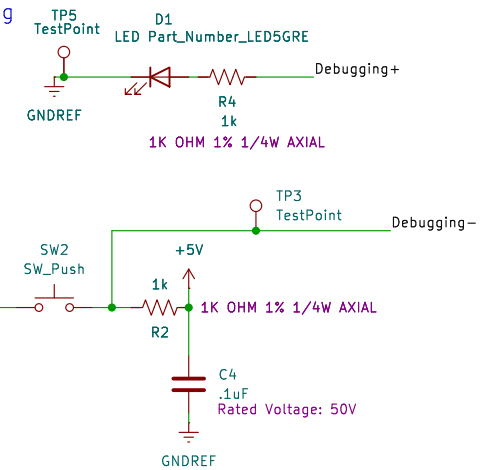 g
TP5
TestPoint
D1
LED Part_Number_LED5GRE
Debugging+
R4
1k
GNDREF
1K OHM 1% 1/4W AXIAL
TP3
TestPoint
Debugging-
SW2
SW_Push
+5V
1k
1K OHM 1% 1/4W AXIAL
R2
C4
.1uF
Rated Voltage: 50V
GNDREF